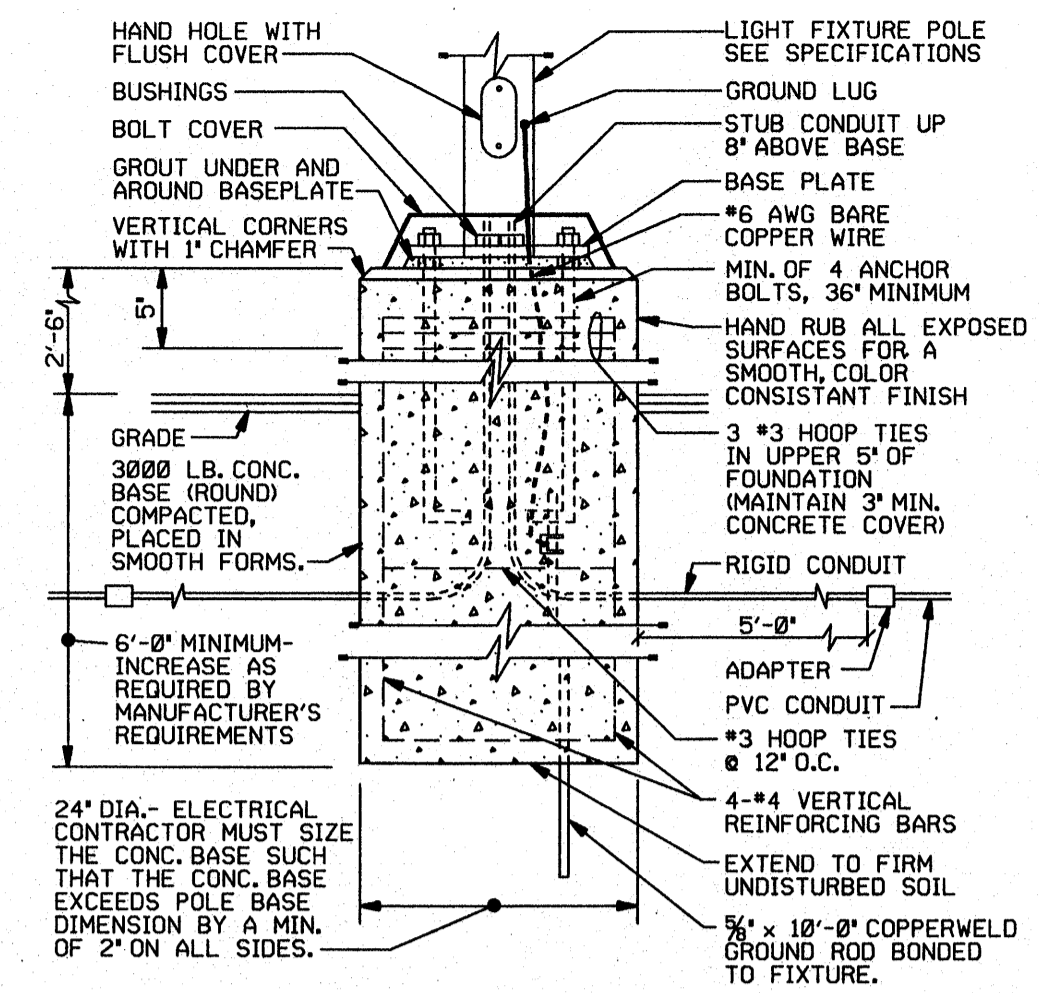 HAND HOLE WITH
FLUSH COVER
BUSHINGS
BOLT COVER
GROUT UNDER AND
AROUND BASEPLATE
VERTICAL CORNERS
WITH 1" CHAMFER
2'-6"
5"
GRADE
3000 LB. CONC.
BASE (ROUND)
COMPACTED,
PLACED IN
SMOOTH FORMS.
6'-0" MINIMUM-
INCREASE AS
REQUIRED BY
MANUFACTURER'S
REQUIREMENTS
24" DIA.- ELECTRICAL
CONTRACTOR MUST SIZE
THE CONC. BASE SUCH
THAT THE CONC. BASE
EXCEEDS POLE BASE
DIMENSION BY A MIN.
OF 2" ON ALL SIDES.
LIGHT FIXTURE POLE
SEE SPECIFICATIONS
GROUND LUG
STUB CONDUIT UP
8" ABOVE BASE
BASE PLATE
#6 AWG BARE
COPPER WIRE
MIN. OF 4 ANCHOR
BOLTS, 36" MINIMUM
HAND RUB ALL EXPOSED
SURFACES FOR A
SMOOTH, COLOR
CONSISTANT FINISH
3 #3 HOOP TIES
IN UPPER 5" OF
FOUNDATION
(MAINTAIN 3" MIN.
CONCRETE COVER)
RIGID CONDUIT
5'-0"
ADAPTER
PVC CONDUIT
#3 HOOP TIES
@ 12" O.C.
4-#4 VERTICAL
REINFORCING BARS
EXTEND TO FIRM
UNDISTURBED SOIL
5/8" x 10'-0" COPPERWELD
GROUND ROD BONDED
TO FIXTURE.